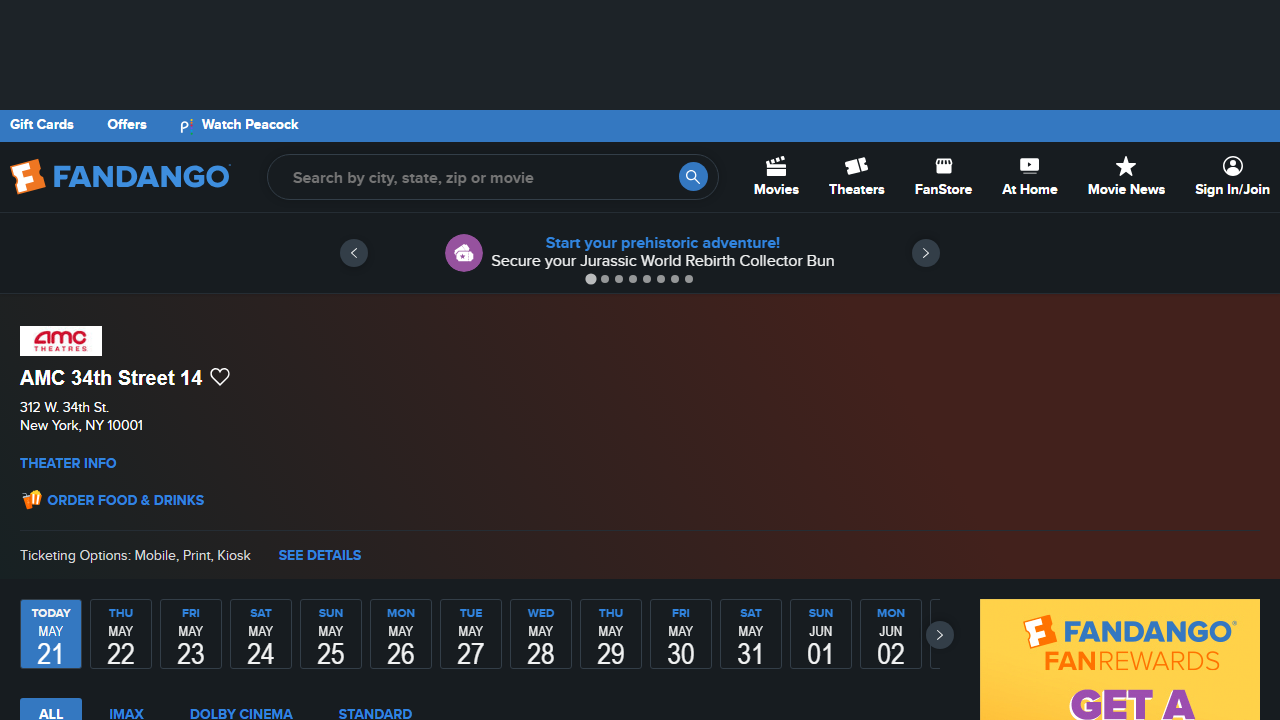 Gift Cards
Offers
Watch Peacock
FANDANGO
Search by city, state, zip or movie
Movies
Theaters
FanStore
At Home
Movie News
Sign In/Join
Start your prehistoric adventure!
Secure your Jurassic World Rebirth Collector Bun
amc
THEATRES
AMC 34th Street 14
312 W. 34th St.
New York, NY 10001
THEATER INFO
ORDER FOOD & DRINKS
Ticketing Options: Mobile, Print, Kiosk
SEE DETAILS
TODAY
MAY
21
THU
MAY
22
FRI
MAY
23
SAT
MAY
24
SUN
MAY
25
MON
MAY
26
TUE
MAY
27
WED
MAY
28
THU
MAY
29
FRI
MAY
30
SAT
MAY
31
SUN
JUN
01
MON
JUN
02
ALL
IMAX
DOLBY CINEMA
STANDARD
FANDANGO
FANREWARDS
GET A